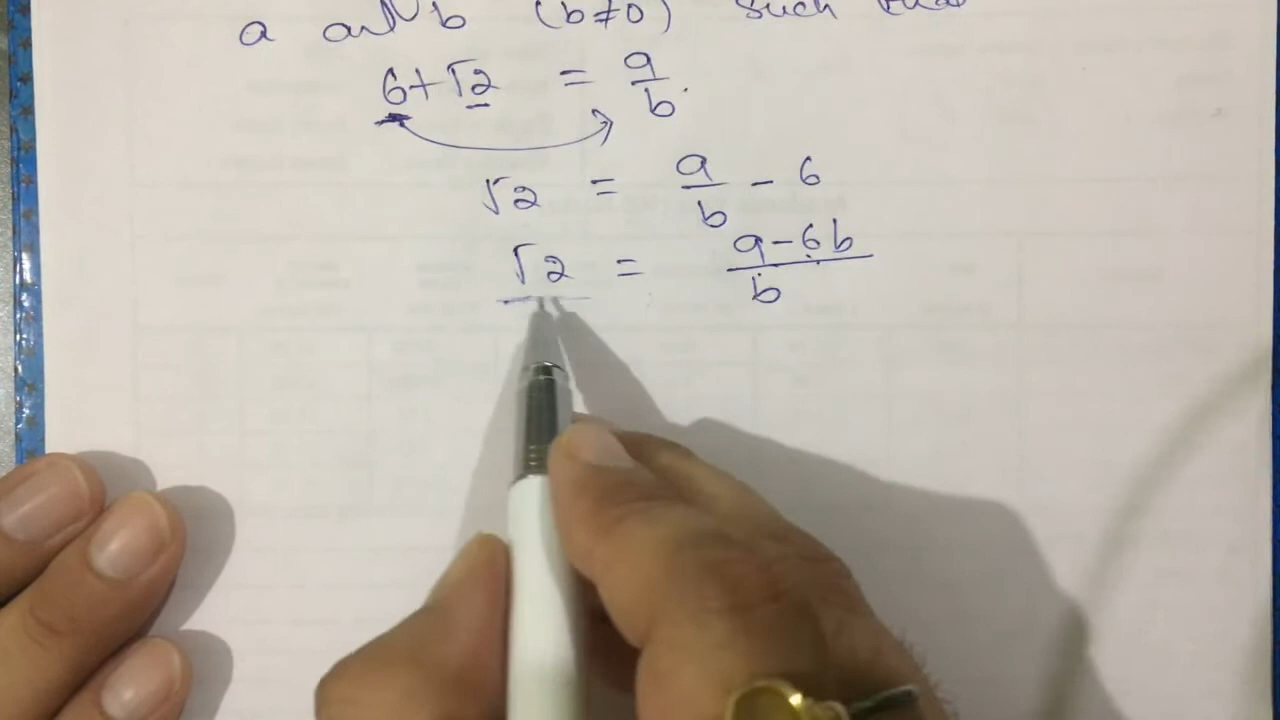 a and b (b≠0) such that
6+√2 = a/b.
√2 = a/b - 6
√2 = a-6b/b